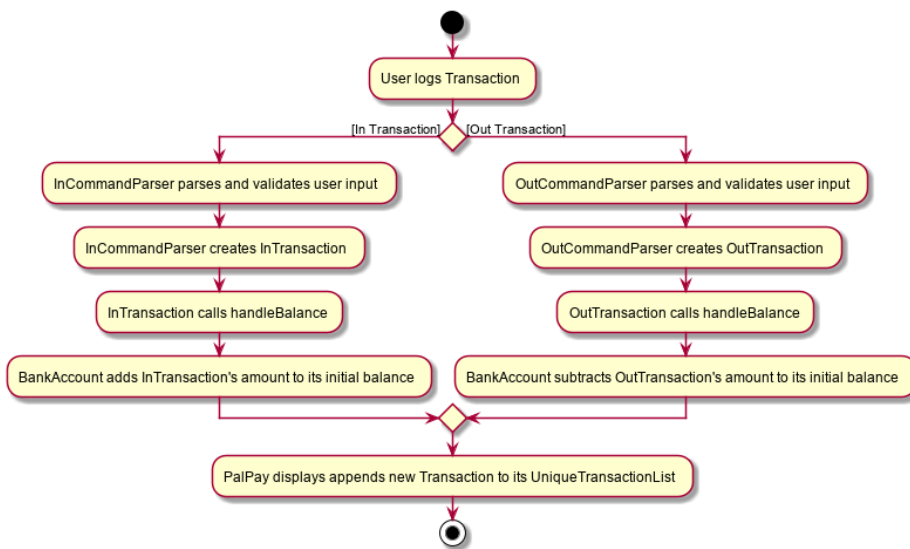 User logs Transaction
[In Transaction] [Out Transaction]
InCommandParser parses and validates user input
OutCommandParser parses and validates user input
InCommandParser creates InTransaction
OutCommandParser creates OutTransaction
InTransaction calls handleBalance
OutTransaction calls handleBalance
BankAccount adds InTransaction's amount to its initial balance
BankAccount subtracts OutTransaction's amount to its initial balance
PalPay displays appends new Transaction to its UniqueTransactionList